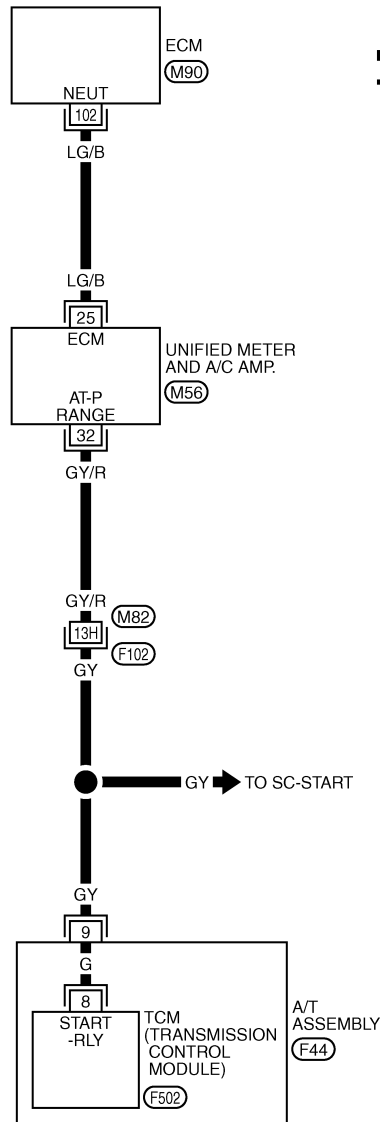 ECM
M90
NEUT
102
LG/B
LG/B
25
ECM
UNIFIED METER
AND A/C AMP.
M56
AT-P
RANGE
32
GY/R
GY/R
M82
13H
F102
GY
GY
TO SC-START
GY
9
G
8
START
-RLY
TCM
(TRANSMISSION
CONTROL
MODULE)
F502
A/T
ASSEMBLY
F44